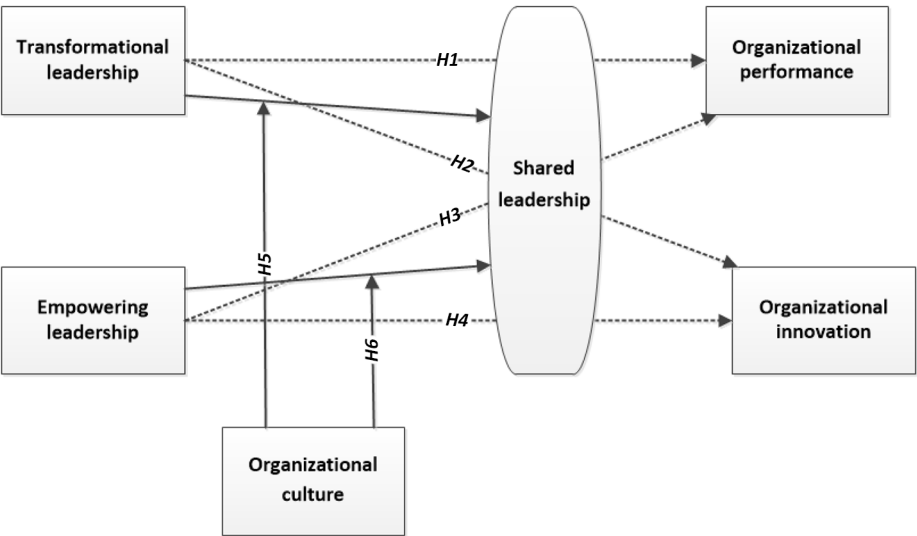 Transformational
leadership
H1
Organizational
performance
H2
Shared
leadership
H3
H5
Empowering
leadership
H4
H6
Organizational
innovation
Organizational
culture